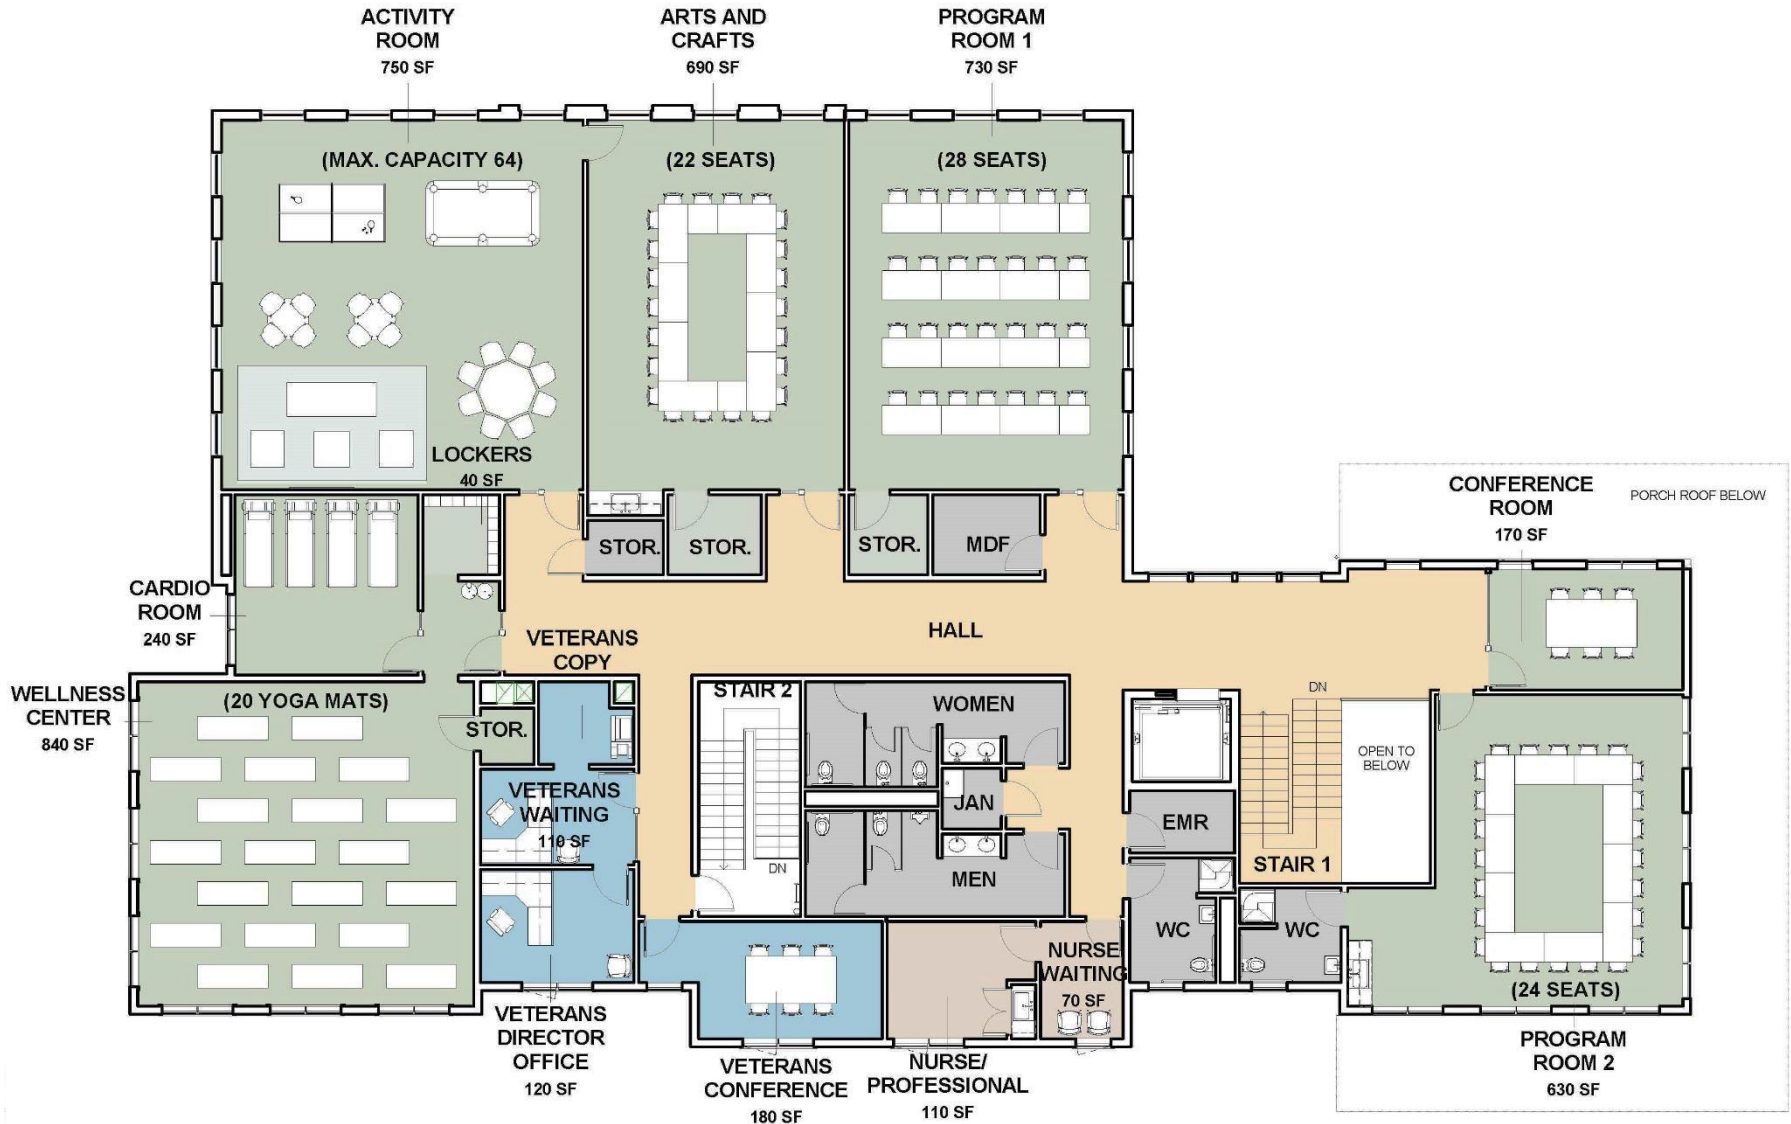 ACTIVITY
ROOM
750 SF
ARTS AND
CRAFTS
690 SF
PROGRAM
ROOM 1
730 SF
(MAX. CAPACITY 64)
(22 SEATS)
(28 SEATS)
LOCKERS
40 SF
CONFERENCE
ROOM
170 SF
PORCH ROOF BELOW
STOR.
STOR.
STOR.
MDF
CARDIO
ROOM
240 SF
VETERANS
COPY
HALL
WELLNESS
CENTER
840 SF
(20 YOGA MATS)
STOR.
STAIR 2
WOMEN
DN
OPEN TO
BELOW
VETERANS
WAITING
110 SF
JAN
EMR
DN
MEN
STAIR 1
WC
WC
NURSE
WAITING
70 SF
(24 SEATS)
VETERANS
DIRECTOR
OFFICE
120 SF
VETERANS
CONFERENCE
180 SF
NURSE/
PROFESSIONAL
110 SF
PROGRAM
ROOM 2
630 SF